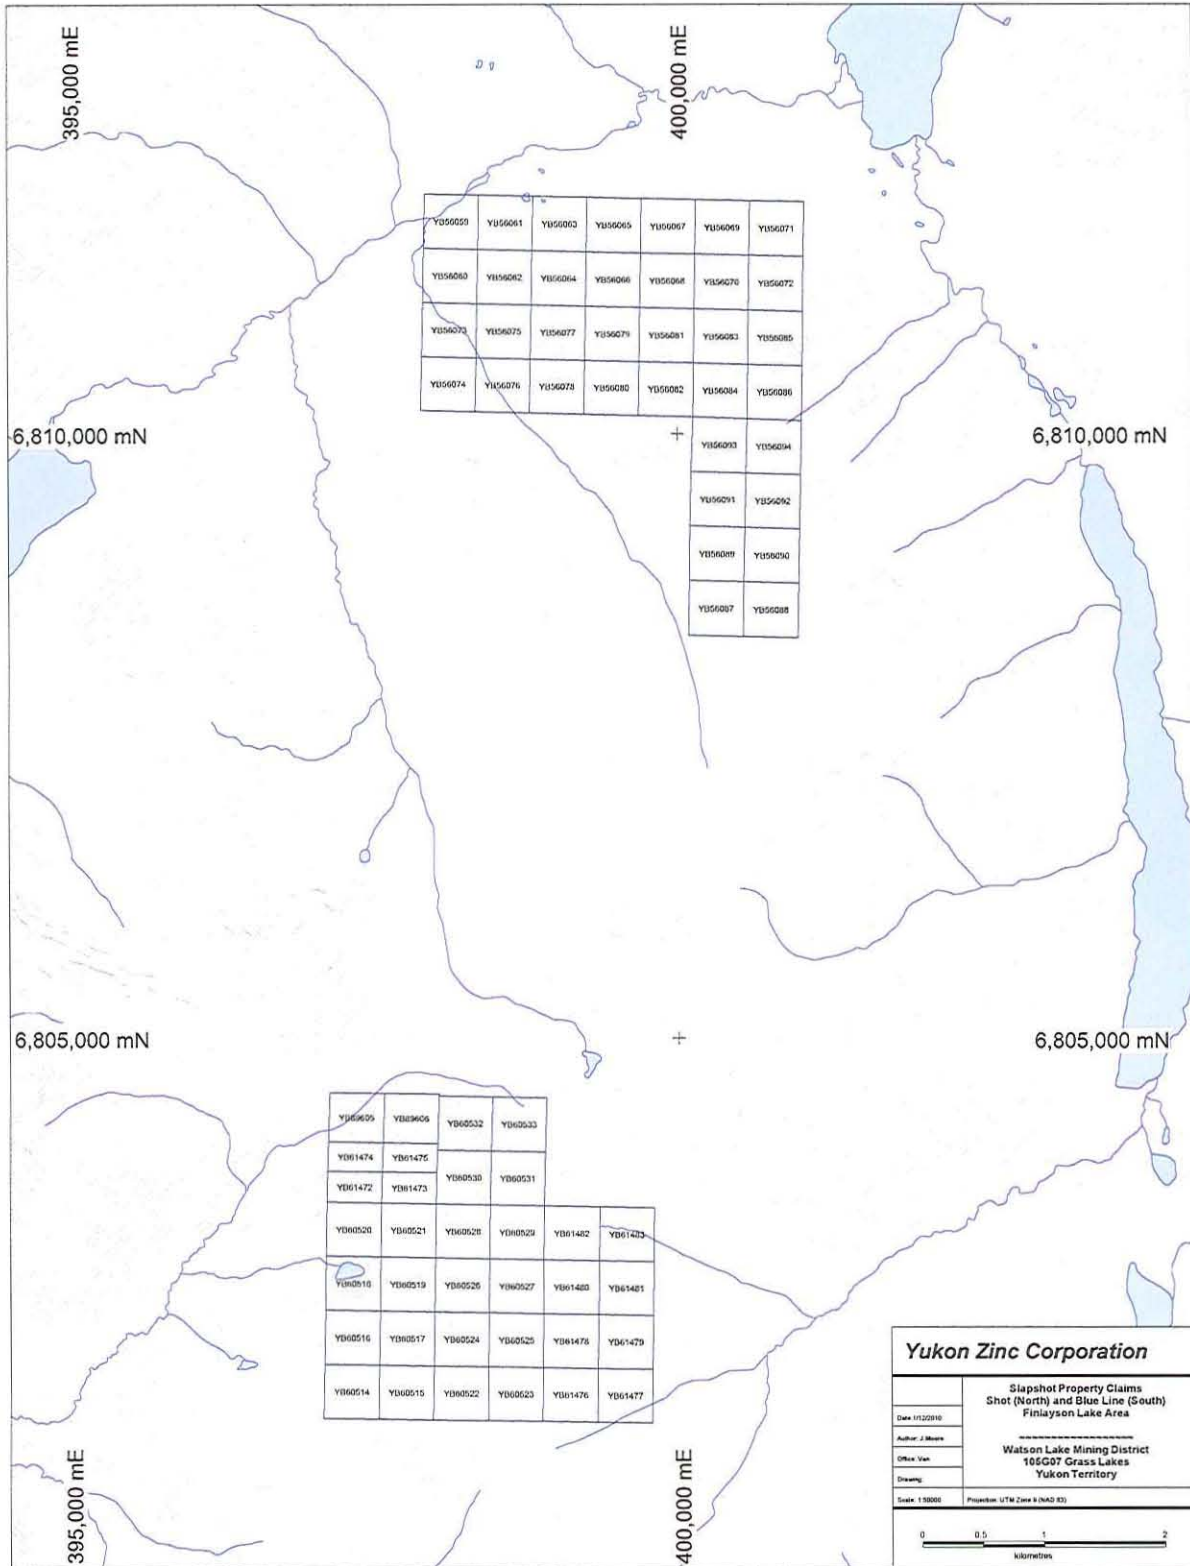 395,000 mE
400,000 mE
YB56059 YB56061 YB56063 YB56065 YB56067 YB56069 YB56071
YB56060 YB56062 YB56064 YB56066 YB56068 YB56070 YB56072
YB56073 YB56075 YB56077 YB56079 YB56081 YB56083 YB56085
YB56074 YB56076 YB56078 YB56080 YB56082 YB56084 YB56086
6,810,000 mN
6,810,000 mN
YB56093 YB56094
YB56091 YB56092
YB56089 YB56090
YB56087 YB56088
6,805,000 mN
6,805,000 mN
YB89605 YB89606 YB60532 YB60533
YB61474 YB61475
YB60530 YB60531
YB61472 YB61473
YB60520 YB60521 YB60528 YB60529 YB61482 YB61483
YB60518 YB60519 YB60526 YB60527 YB61480 YB61481
YB60516 YB60517 YB60524 YB60525 YB61478 YB61479
YB60514 YB60515 YB60522 YB60523 YB61476 YB61477
395,000 mE
400,000 mE
Yukon Zinc Corporation
Slapshot Property Claims
Shot (North) and Blue Line (South)
Finlayson Lake Area
Date: 1/12/2010
Author: J.Moore
Office: Van
Drawing:
Watson Lake Mining District
105G07 Grass Lakes
Yukon Territory
Scale: 1:50000
Projection: UTM Zone 9 (NAD 83)
0 0.5 1 2
kilometres